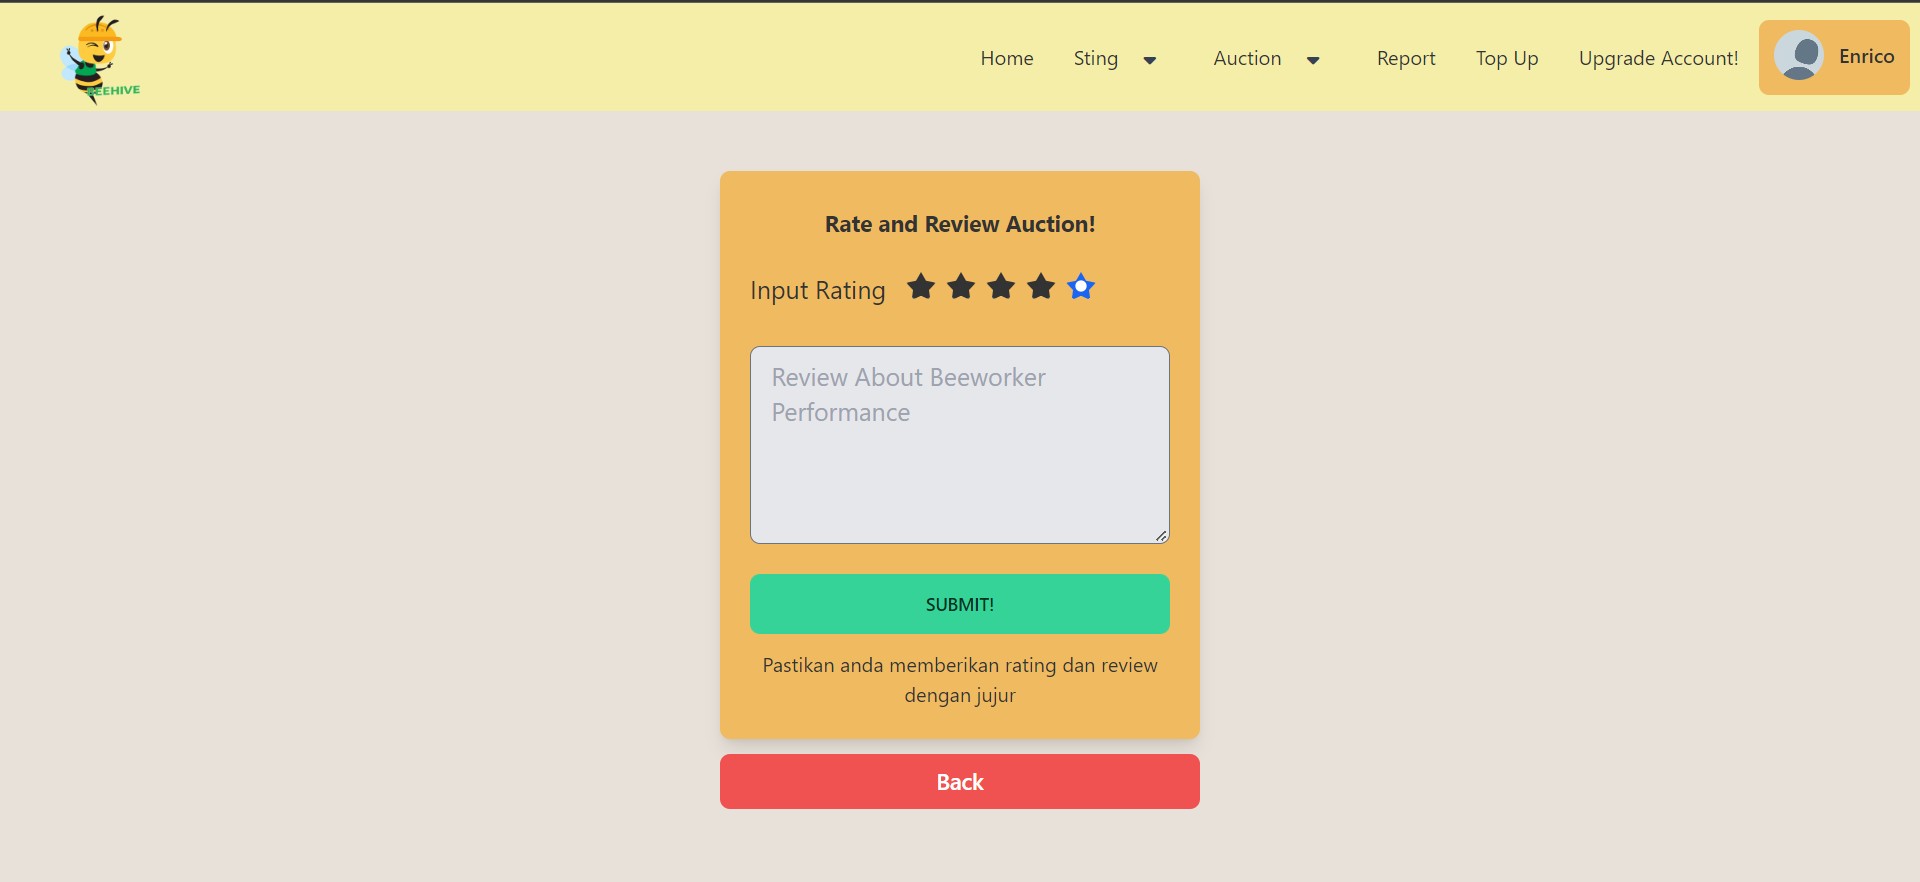 BEEHIVE
Home Sting Auction Report Top Up Upgrade Account! Enrico
Rate and Review Auction!
Input Rating
Review About Beeworker
Performance
SUBMIT!
Pastikan anda memberikan rating dan review
dengan jujur
Back